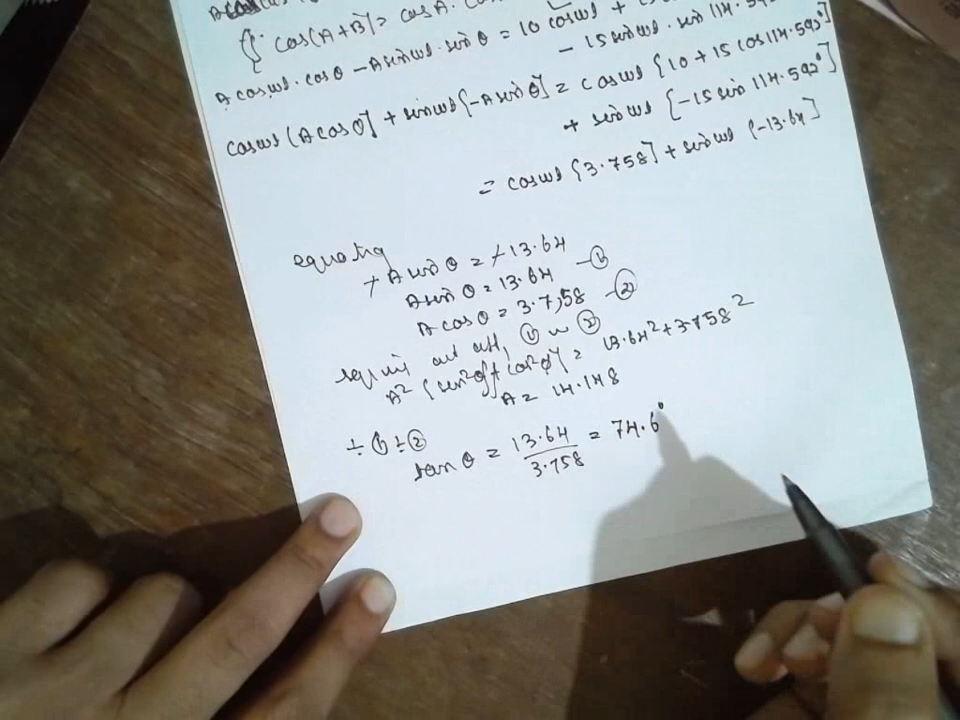 {∵ cos(A+B) = cosA.
A cosωt. cosθ - A sinωt. sinθ = 10 cosωt +
- 15 sinωt. sin 114.592°
cosωt {A cosθ} + sinωt {-A sinθ} = cosωt {10 + 15 cos 114.592°}
+ sinωt {-15 sin 114.592°}
= cosωt {3.758} + sinωt {-13.64}
equating
+ A sinθ = + 13.64
A sinθ = 13.64 -①
A cosθ = 3.758 -②
squaring and add, ① ②
A² {sin²θ + cos²θ} = 13.64² + 3.758²
A = 14.148
÷ ① ÷ ②
tanθ = 13.64/3.758 = 74.6°